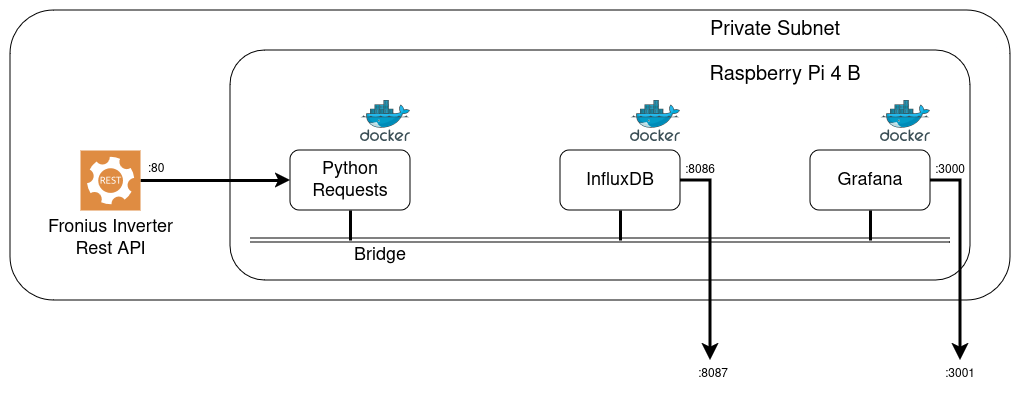 Private Subnet
Raspberry Pi 4 B
docker
docker
docker
:80
REST
Python
Requests
InfluxDB
:8086
Grafana
:3000
Fronius Inverter
Rest API
Bridge
:8087
:3001